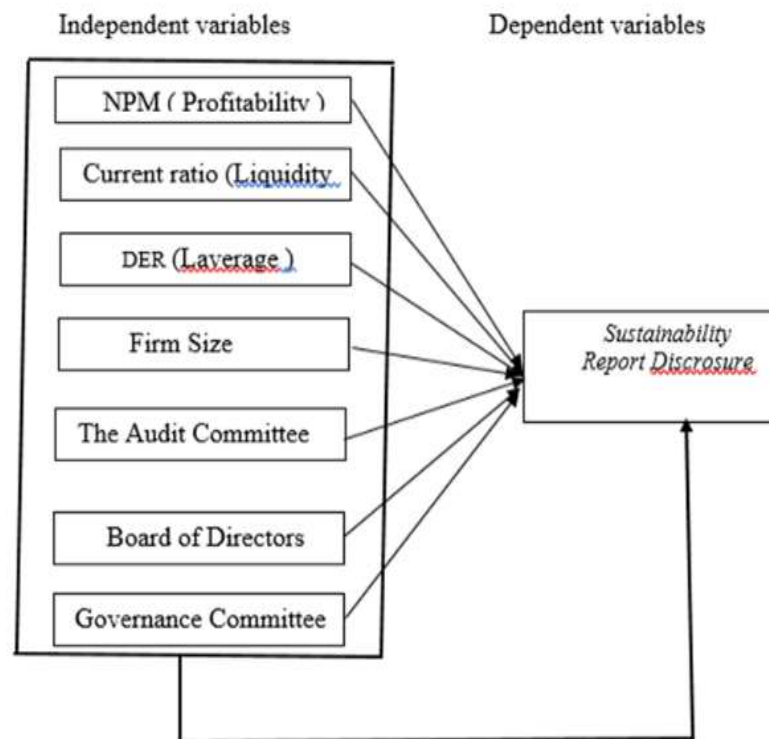 Independent variables
Dependent variables
NPM ( Profitability )
Current ratio (Liquidity
DER (Laverage )
Firm Size
The Audit Committee
Board of Directors
Governance Committee
Sustainability
Report Discrosure